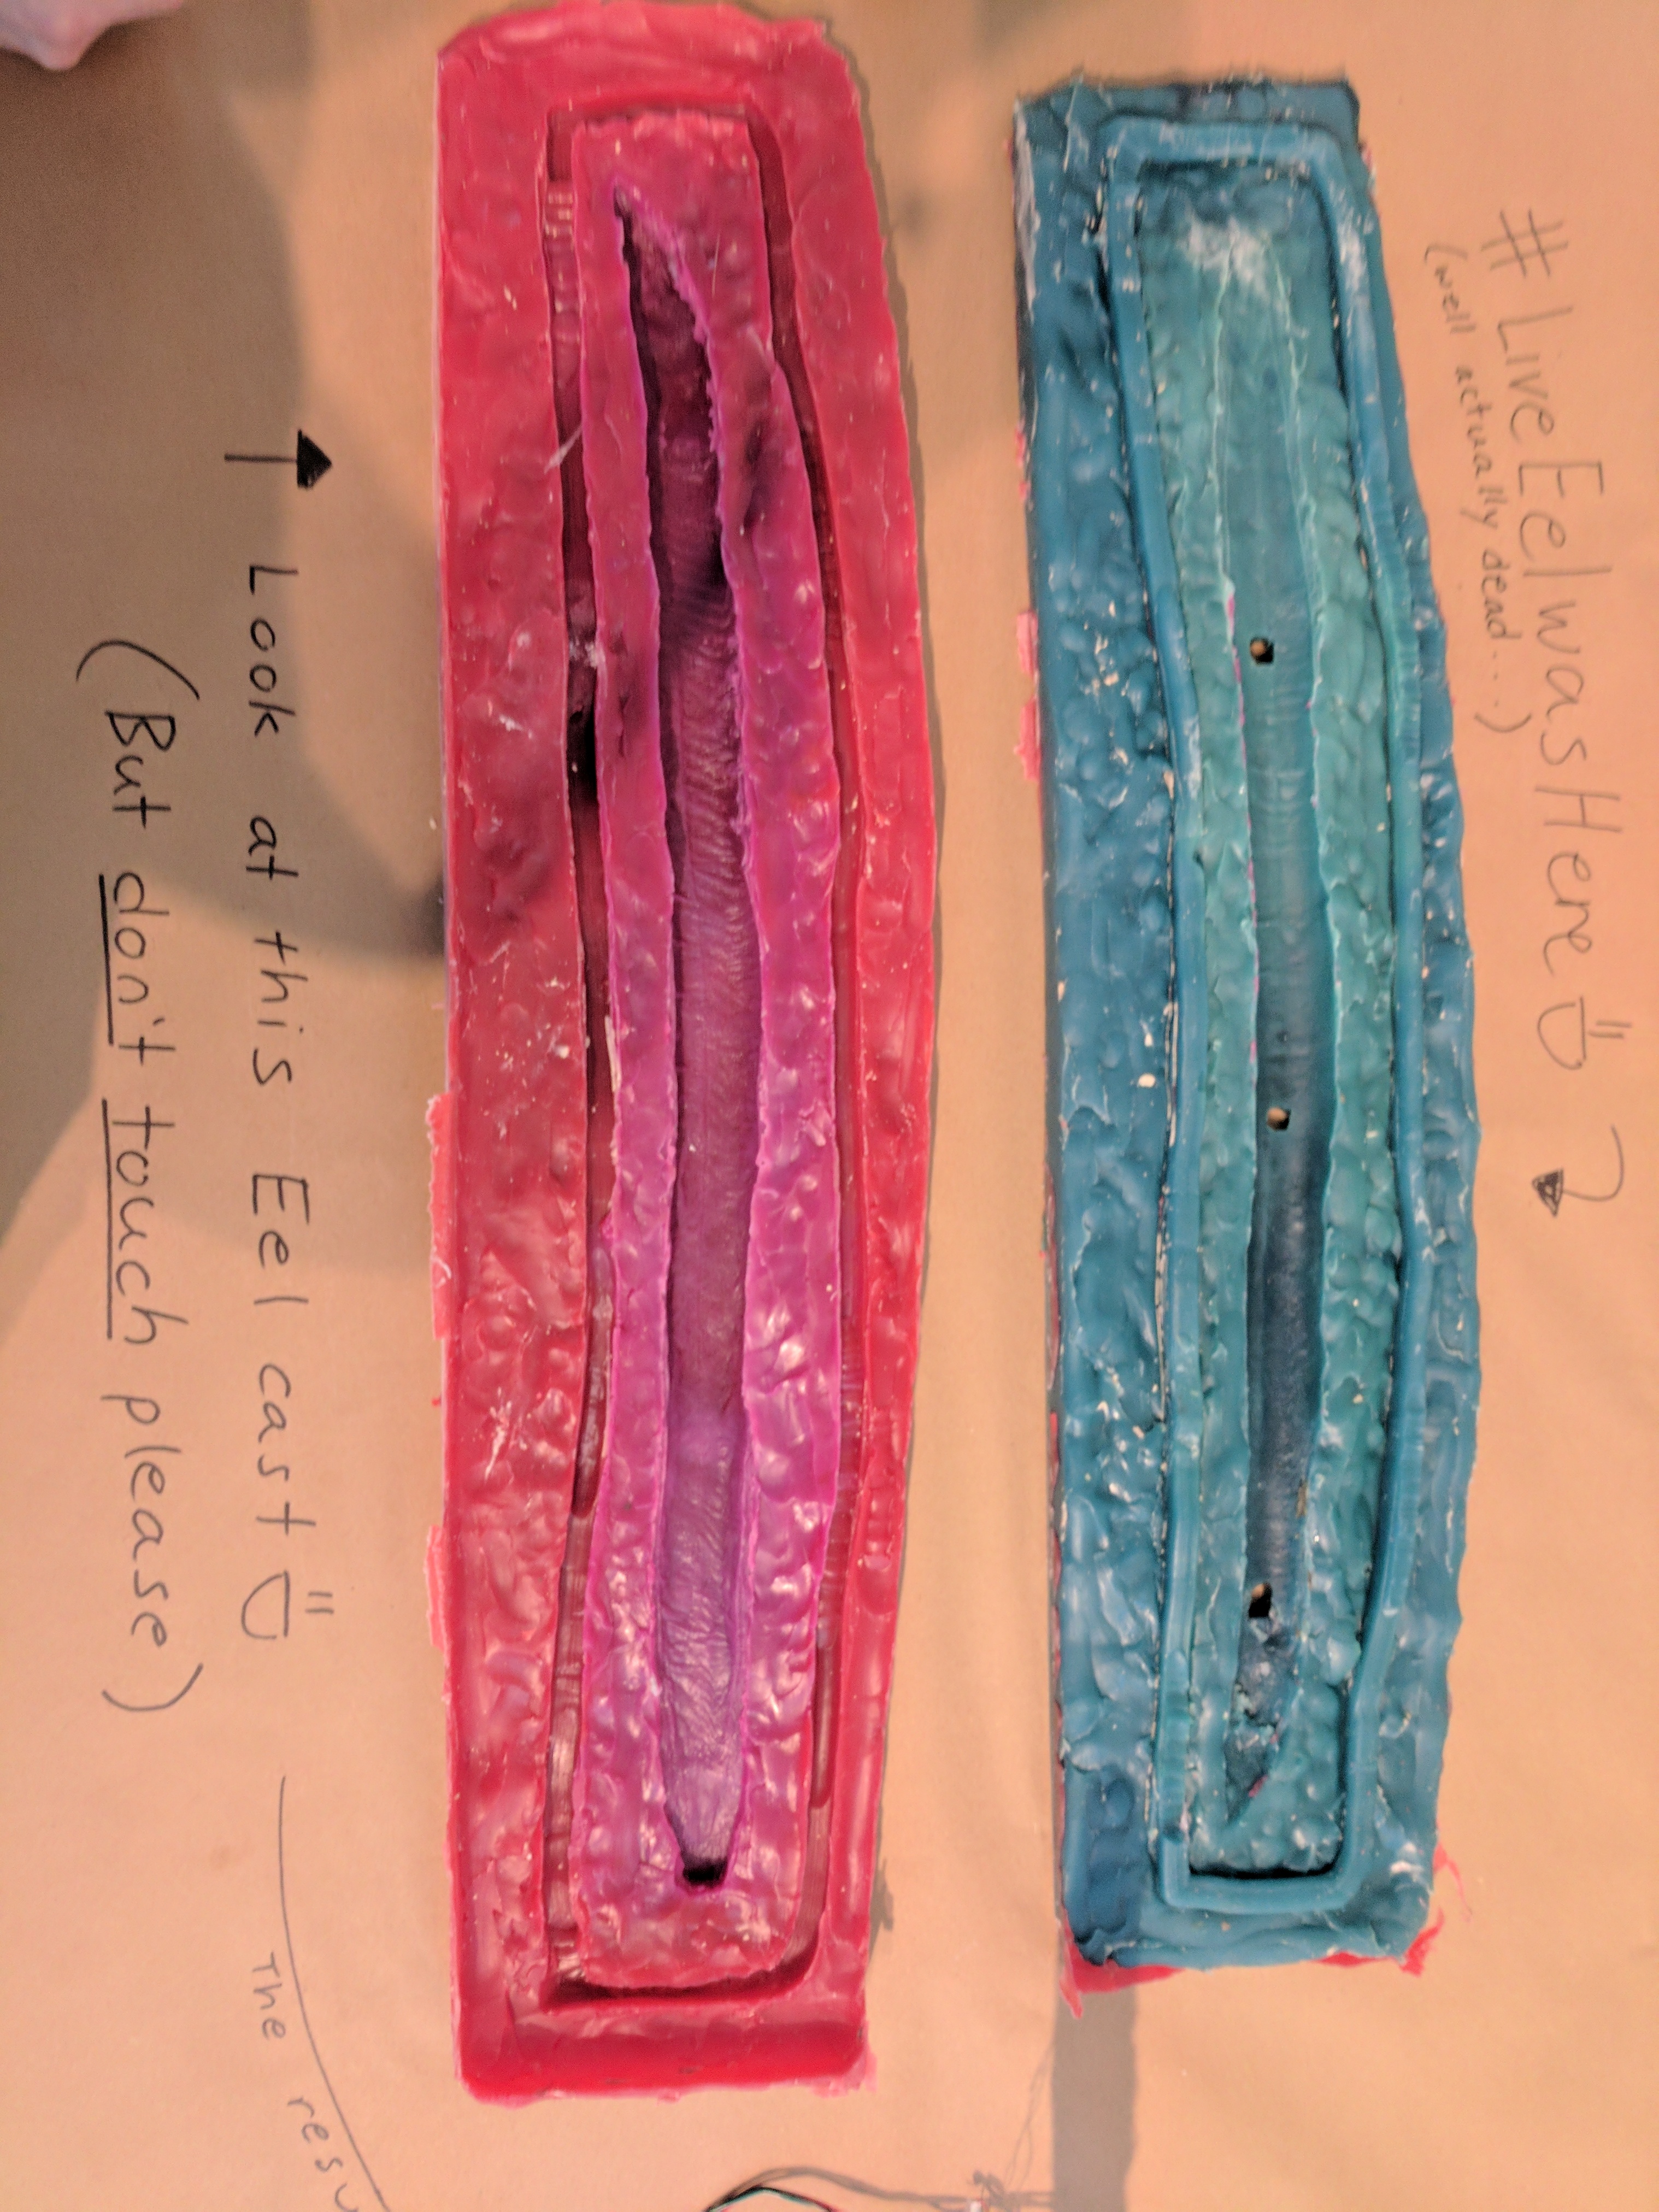 #LiveEelwasHere
(well actually dead....)
Look at this Eel cast
(But don't touch please)
The resu